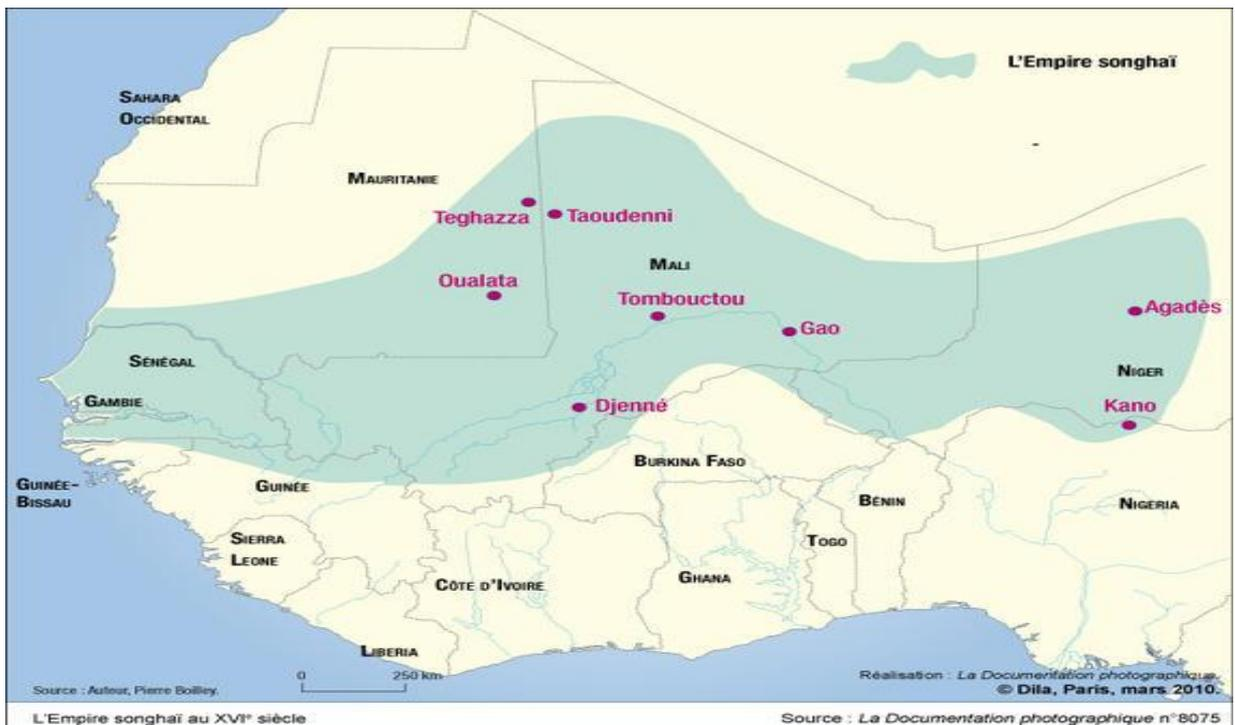 L'Empire songhaï
SAHARA
OCCIDENTAL
MAURITANIE
Teghazza
Taoudenni
MALI
Oualata
Tombouctou
Gao
Agadès
SÉNÉGAL
NIGER
GAMBIE
Djenné
Kano
BURKINA FASO
GUINÉE-
BISSAU
GUINÉE
BÉNIN
NIGERIA
SIERRA
LEONE
TOGO
CÔTE D'IVOIRE
GHANA
LIBERIA
0 250 km
Source : Auteur, Pierre Boilley.
Réalisation : La Documentation photographique.
© Dila, Paris, mars 2010.
L'Empire songhaï au XVIe siècle
Source : La Documentation photographique n°8075